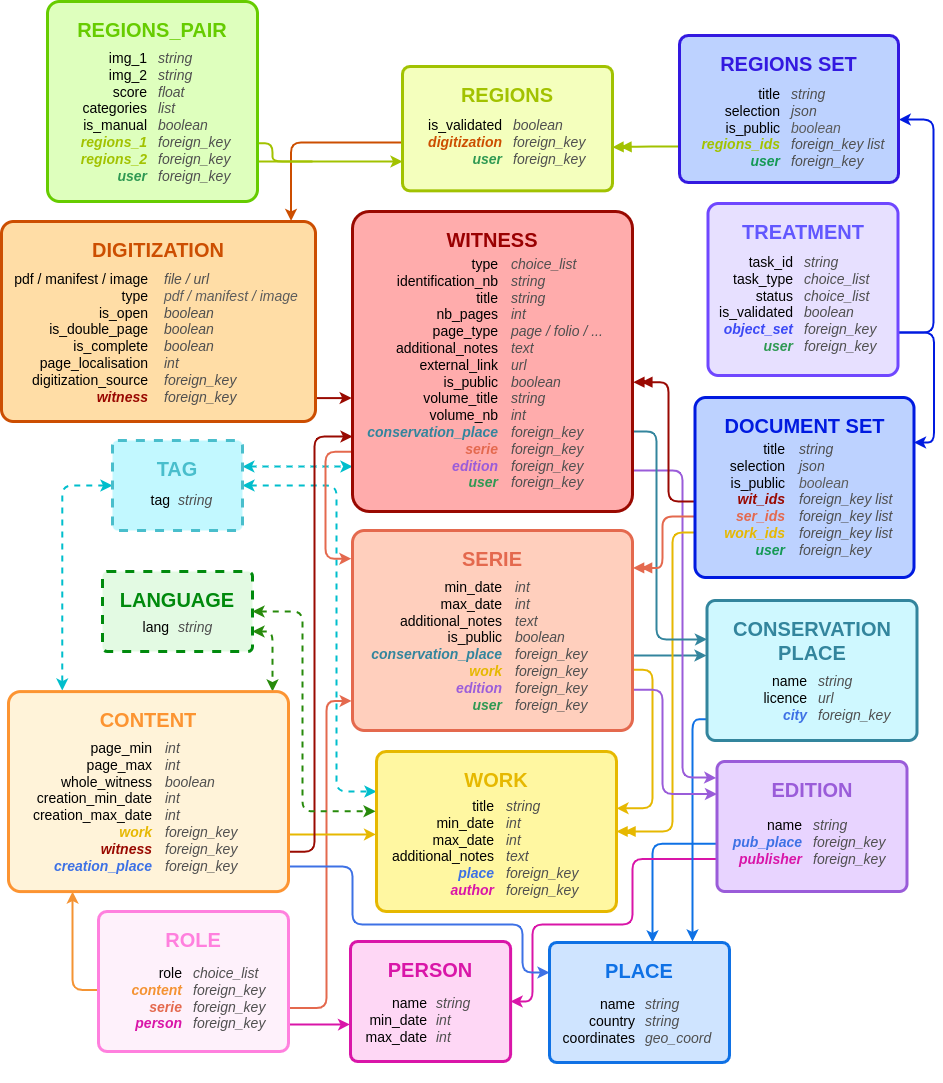 REGIONS_PAIR
img_1 string
img_2 string
score float
categories list
is_manual boolean
regions_1 foreign_key
regions_2 foreign_key
user foreign_key
REGIONS
is_validated boolean
digitization foreign_key
user foreign_key
REGIONS SET
title string
selection json
is_public boolean
regions_ids foreign_key list
user foreign_key
DIGITIZATION
pdf / manifest / image file / url
type pdf / manifest / image
is_open boolean
is_double_page boolean
is_complete boolean
page_localisation int
digitization_source foreign_key
witness foreign_key
WITNESS
type choice_list
identification_nb string
title string
nb_pages int
page_type page / folio / ...
additional_notes text
external_link url
is_public boolean
volume_title string
volume_nb int
conservation_place foreign_key
serie foreign_key
edition foreign_key
user foreign_key
TREATMENT
task_id string
task_type choice_list
status choice_list
is_validated boolean
object_set foreign_key
user foreign_key
DOCUMENT SET
title string
selection json
is_public boolean
wit_ids foreign_key list
ser_ids foreign_key list
work_ids foreign_key list
user foreign_key
TAG
tag string
LANGUAGE
lang string
SERIE
min_date int
max_date int
additional_notes text
is_public boolean
conservation_place foreign_key
work foreign_key
edition foreign_key
user foreign_key
CONSERVATION
PLACE
name string
licence url
city foreign_key
CONTENT
page_min int
page_max int
whole_witness boolean
creation_min_date int
creation_max_date int
work foreign_key
witness foreign_key
creation_place foreign_key
WORK
title string
min_date int
max_date int
additional_notes text
place foreign_key
author foreign_key
EDITION
name string
pub_place foreign_key
publisher foreign_key
ROLE
role choice_list
content foreign_key
serie foreign_key
person foreign_key
PERSON
name string
min_date int
max_date int
PLACE
name string
country string
coordinates geo_coord